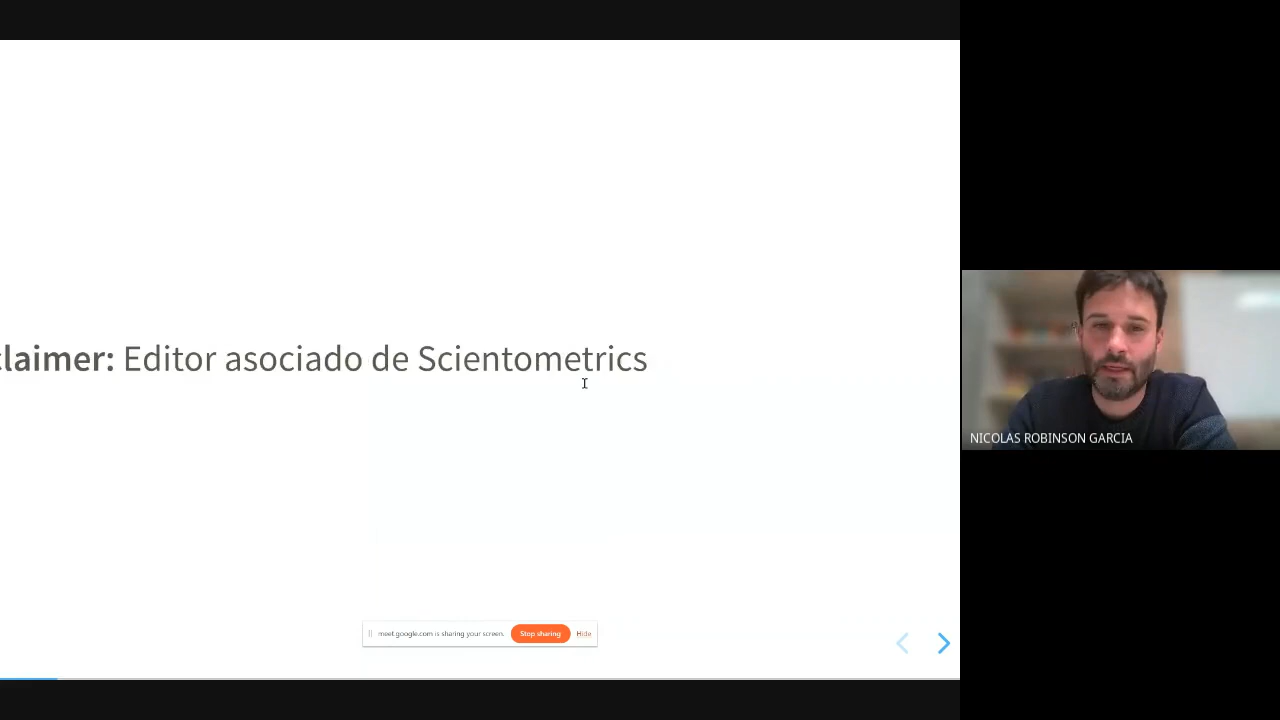 claimer: Editor asociado de Scientometrics
NICOLAS ROBINSON GARCIA
meet.google.com is sharing your screen. Stop sharing Hide